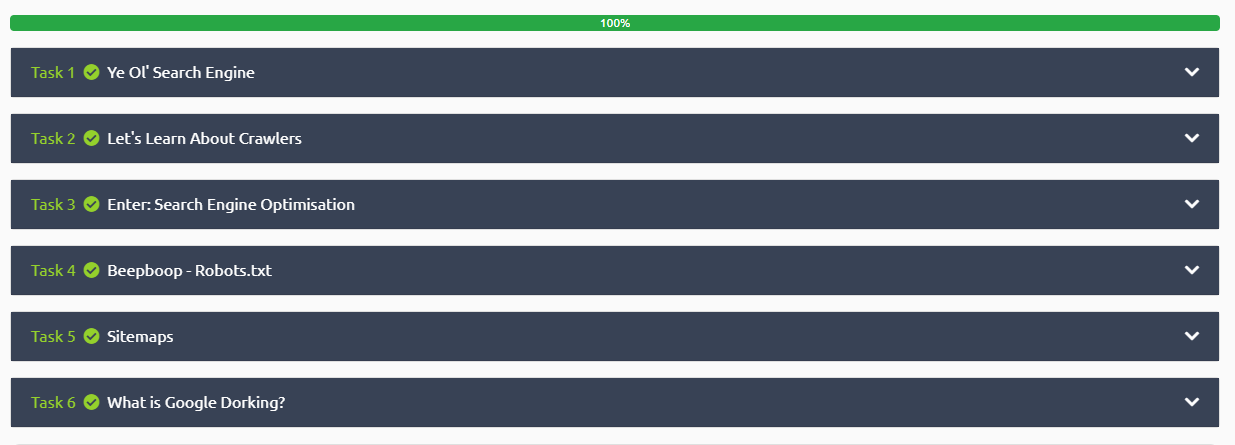 100%
Task 1 Ye Ol' Search Engine
Task 2 Let's Learn About Crawlers
Task 3 Enter: Search Engine Optimisation
Task 4 Beepboop - Robots.txt
Task 5 Sitemaps
Task 6 What is Google Dorking?